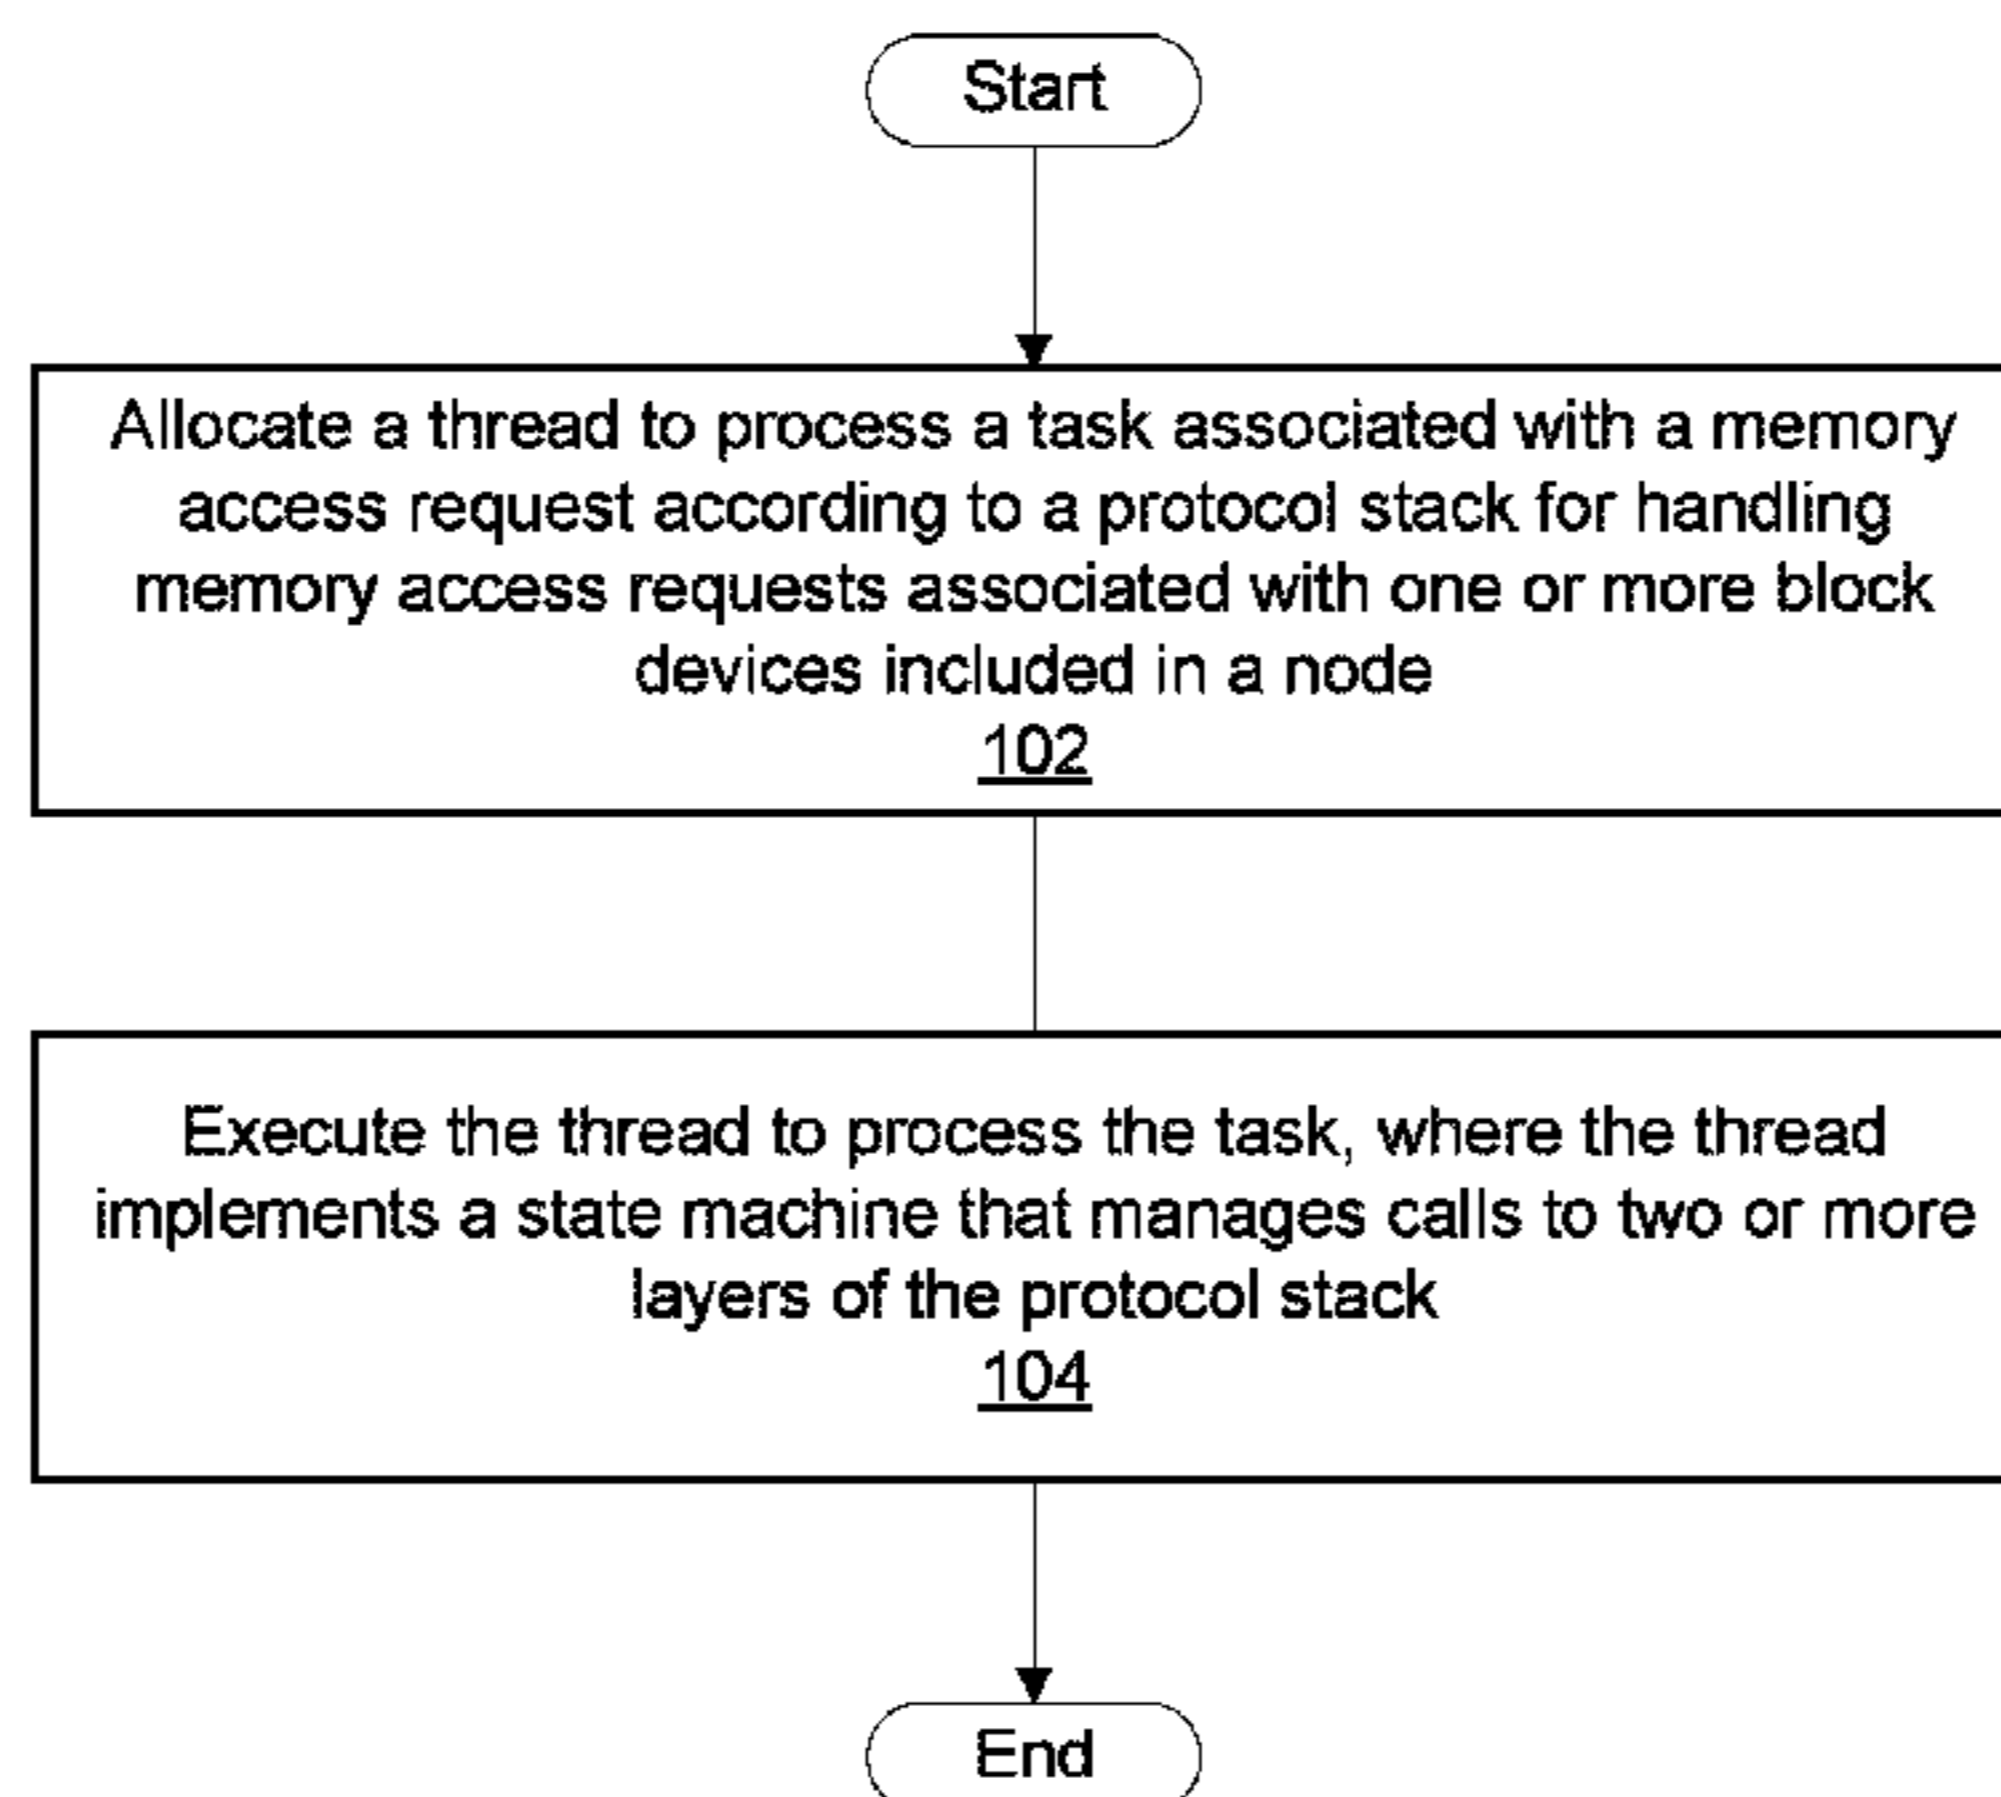 Start
Allocate a thread to process a task associated with a memory
access request according to a protocol stack for handling
memory access requests associated with one or more block
devices included in a node
102
Execute the thread to process the task, where the thread
implements a state machine that manages calls to two or more
layers of the protocol stack
104
End